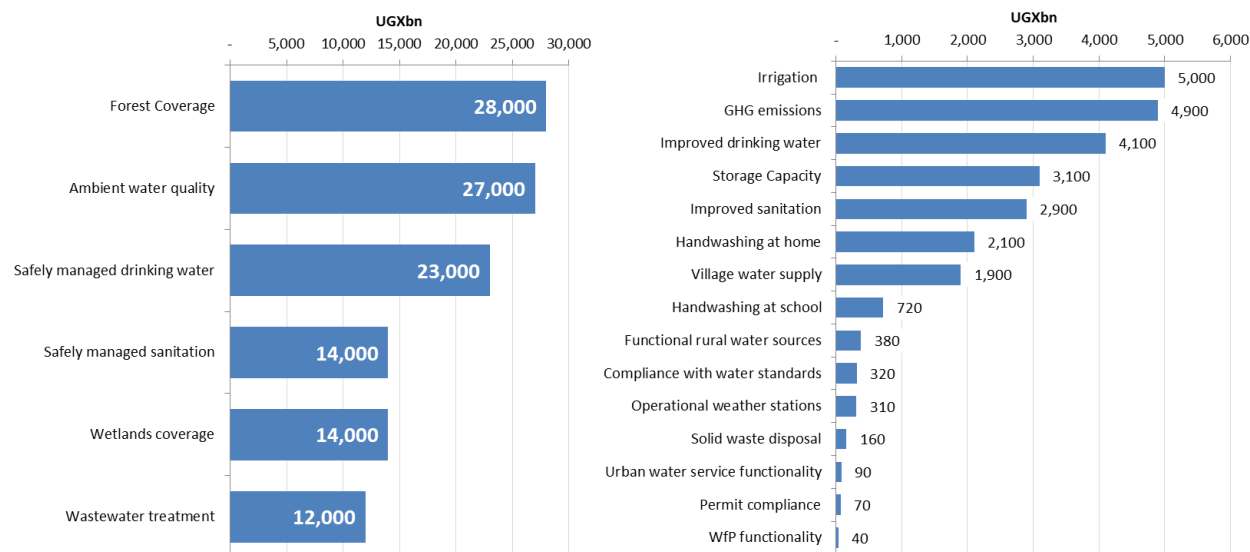 UGXbn
- 5,000 10,000 15,000 20,000 25,000 30,000
Forest Coverage 28,000
Ambient water quality 27,000
Safely managed drinking water 23,000
Safely managed sanitation 14,000
Wetlands coverage 14,000
Wastewater treatment 12,000
UGXbn
- 1,000 2,000 3,000 4,000 5,000 6,000
Irrigation 5,000
GHG emissions 4,900
Improved drinking water 4,100
Storage Capacity 3,100
Improved sanitation 2,900
Handwashing at home 2,100
Village water supply 1,900
Handwashing at school 720
Functional rural water sources 380
Compliance with water standards 320
Operational weather stations 310
Solid waste disposal 160
Urban water service functionality 90
Permit compliance 70
WfP functionality 40